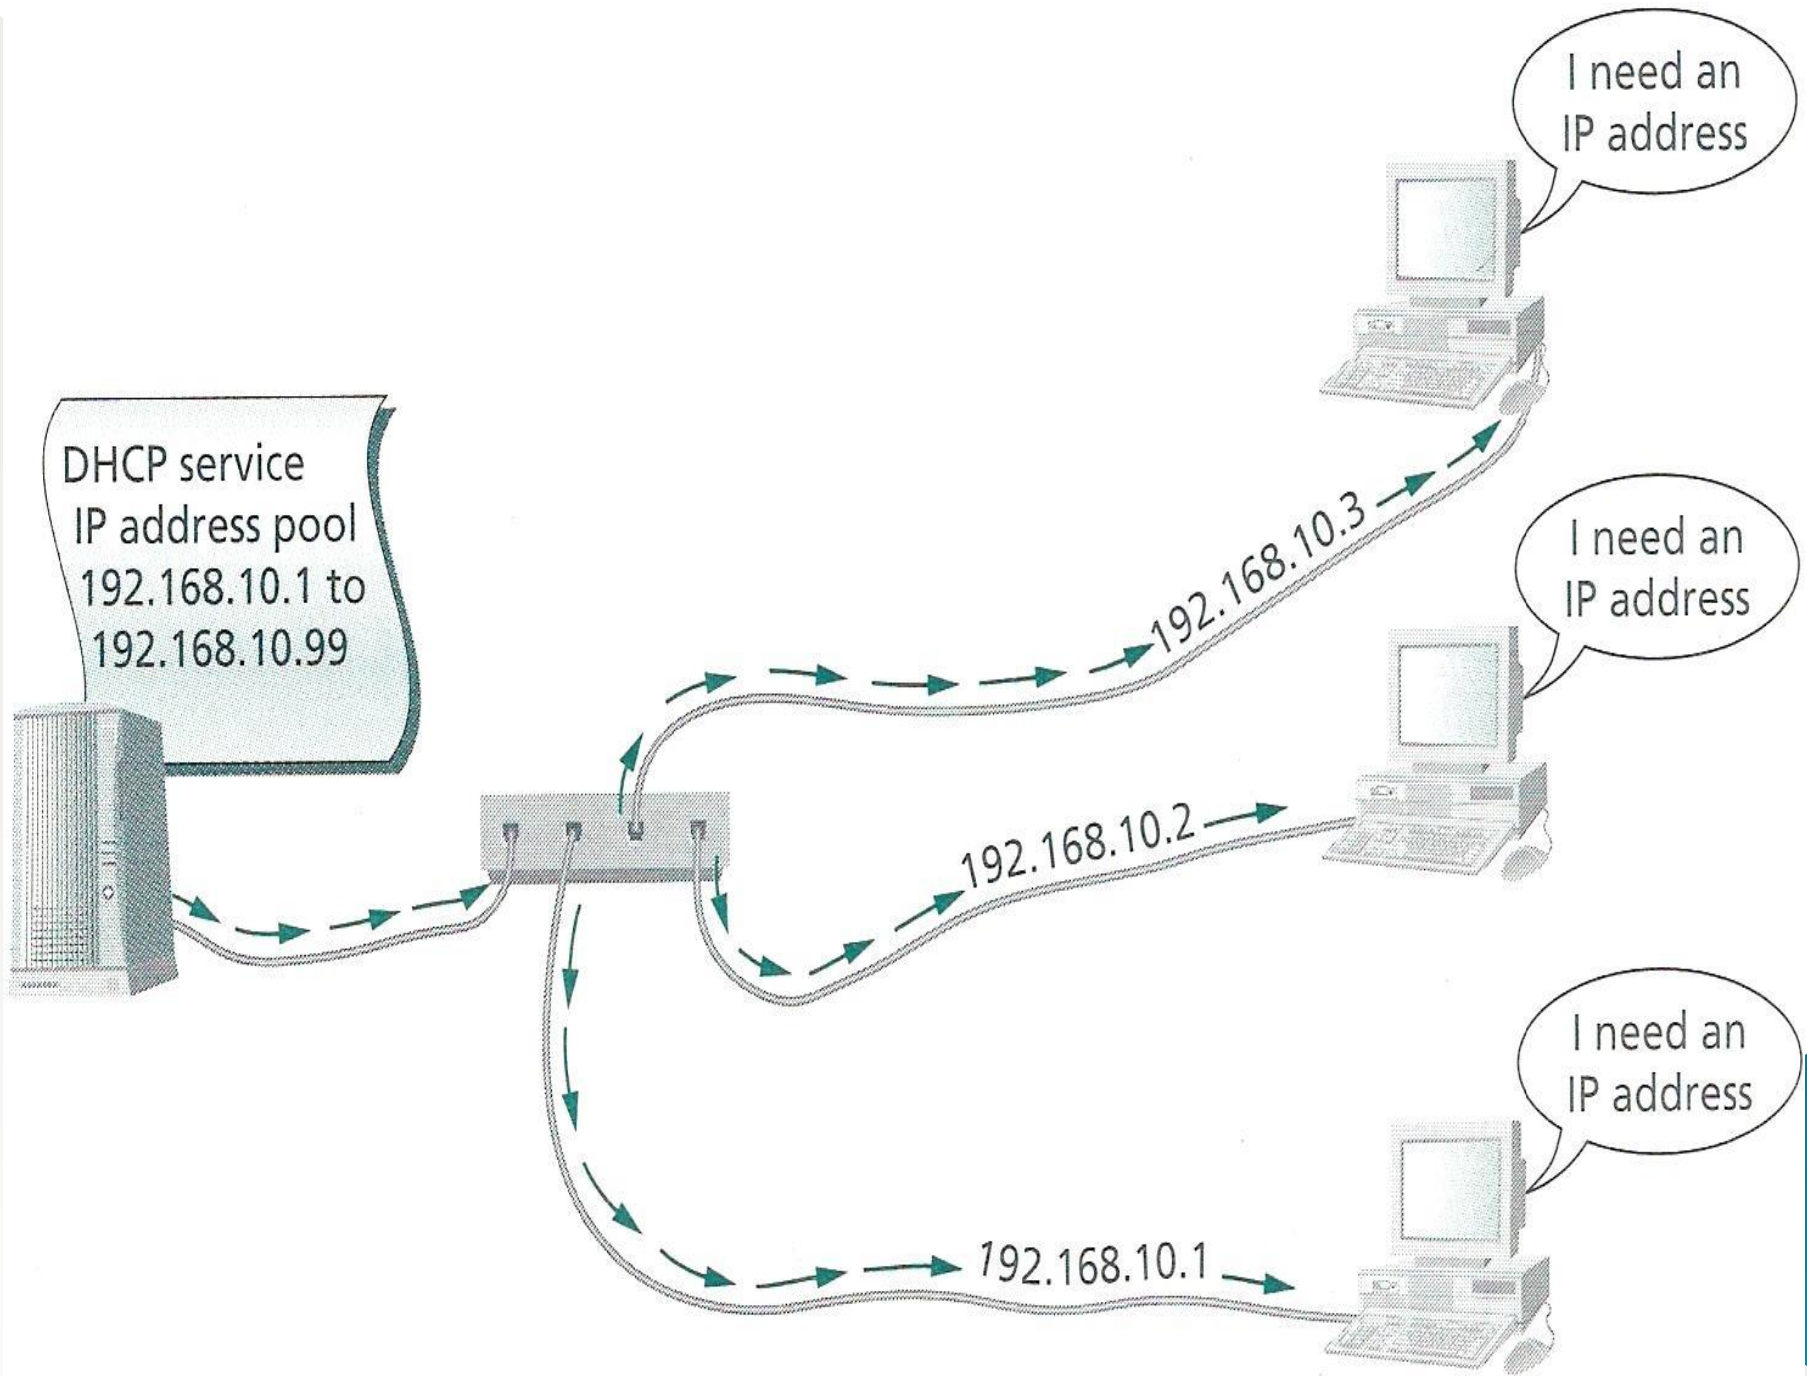 I need an
IP address
DHCP service
IP address pool
192.168.10.1 to
192.168.10.99
192.168.10.3
I need an
IP address
192.168.10.2
I need an
IP address
192.168.10.1